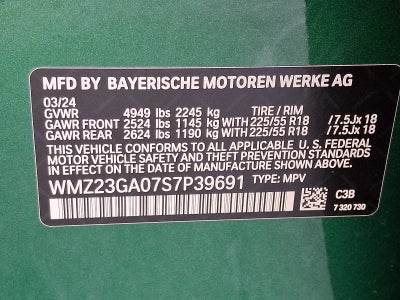 MFD BY BAYERISCHE MOTOREN WERKE AG
03/24
GVWR 4949 lbs 2245 kg TIRE / RIM
GAWR FRONT 2524 lbs 1145 KG WITH 225/55 R18 /7.5Jx 18
GAWR REAR 2624 lbs 1190 kg WITH 225/55 R18 /7.5Jx 18
THIS VEHICLE CONFORMS TO ALL APPLICABLE U. S. FEDERAL
MOTOR VEHICLE SAFETY AND THEFT PREVENTION STANDARDS
IN EFFECT ON THE DATE OF MANUFACTURE SHOWN ABOVE.
WMZ23GA07S7P39691 TYPE: MPV
C3B
7 320 730